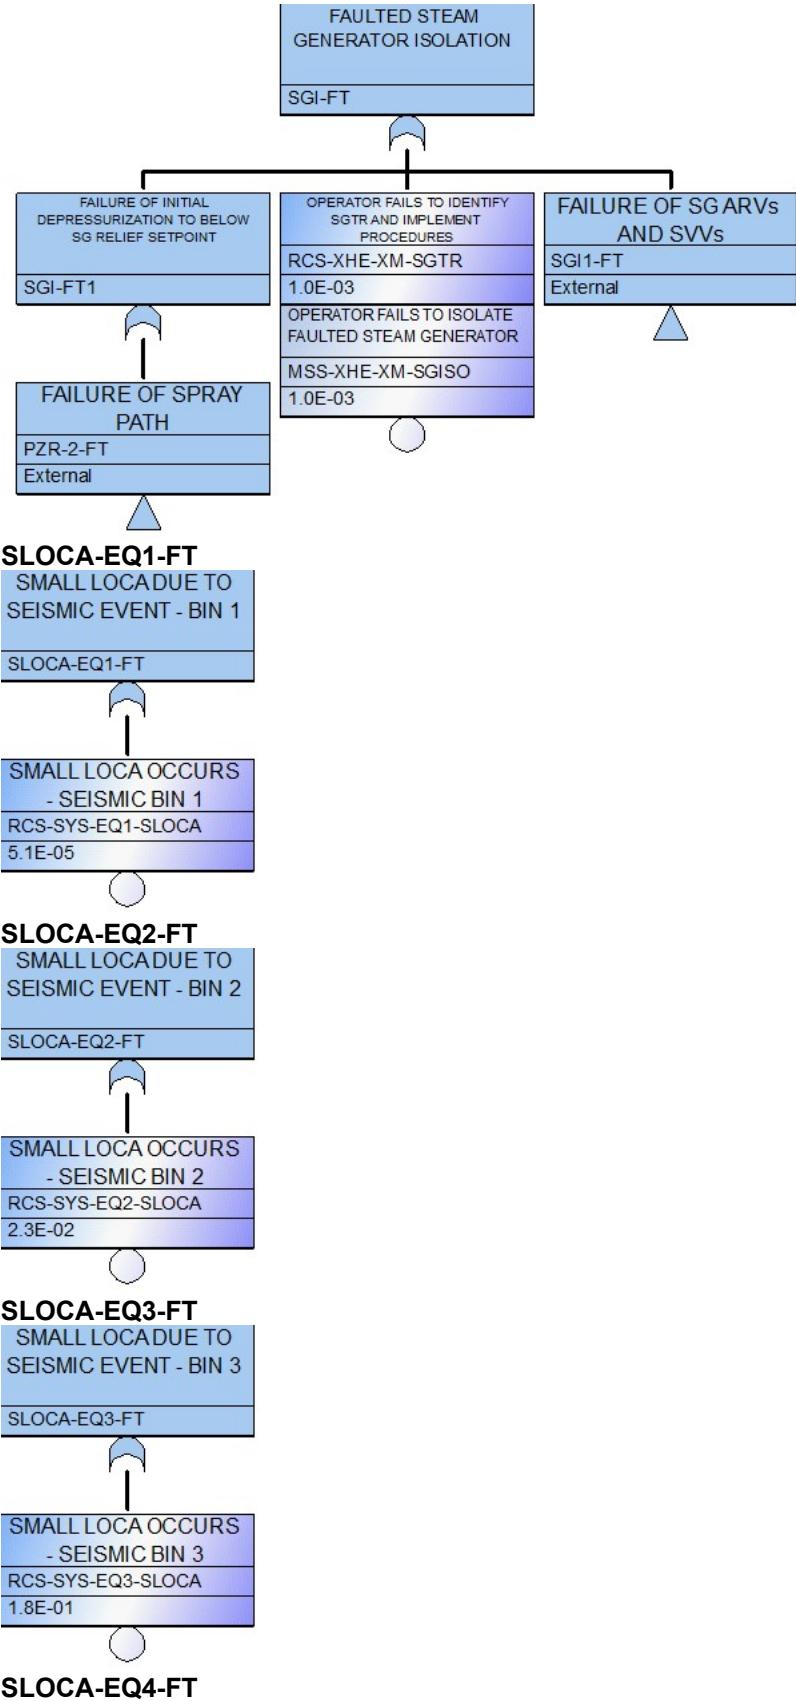 FAULTED STEAM
GENERATOR ISOLATION
SGI-FT
FAILURE OF INITIAL
DEPRESSURIZATION TO BELOW
SG RELIEF SETPOINT
SGI-FT1
FAILURE OF SPRAY
PATH
PZR-2-FT
External
OPERATOR FAILS TO IDENTIFY
SGTR AND IMPLEMENT
PROCEDURES
RCS-XHE-XM-SGTR
1.0E-03
OPERATOR FAILS TO ISOLATE
FAULTED STEAM GENERATOR
MSS-XHE-XM-SGISO
1.0E-03
FAILURE OF SG ARVs
AND SVVs
SGI1-FT
External
SLOCA-EQ1-FT
SMALL LOCA DUE TO
SEISMIC EVENT - BIN 1
SLOCA-EQ1-FT
SMALL LOCA OCCURS
- SEISMIC BIN 1
RCS-SYS-EQ1-SLOCA
5.1E-05
SLOCA-EQ2-FT
SMALL LOCA DUE TO
SEISMIC EVENT - BIN 2
SLOCA-EQ2-FT
SMALL LOCA OCCURS
- SEISMIC BIN 2
RCS-SYS-EQ2-SLOCA
2.3E-02
SLOCA-EQ3-FT
SMALL LOCA DUE TO
SEISMIC EVENT - BIN 3
SLOCA-EQ3-FT
SMALL LOCA OCCURS
- SEISMIC BIN 3
RCS-SYS-EQ3-SLOCA
1.8E-01
SLOCA-EQ4-FT